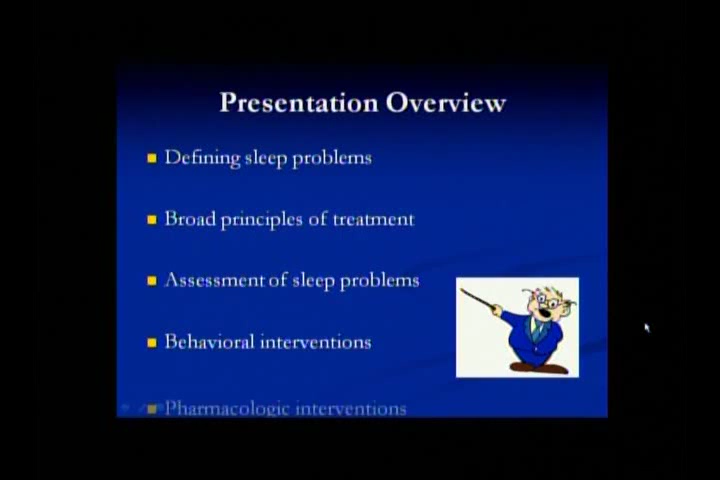 Presentation Overview
Defining sleep problems
Broad principles of treatment
Assessment of sleep problems
Behavioral interventions
Pharmacologic interventions